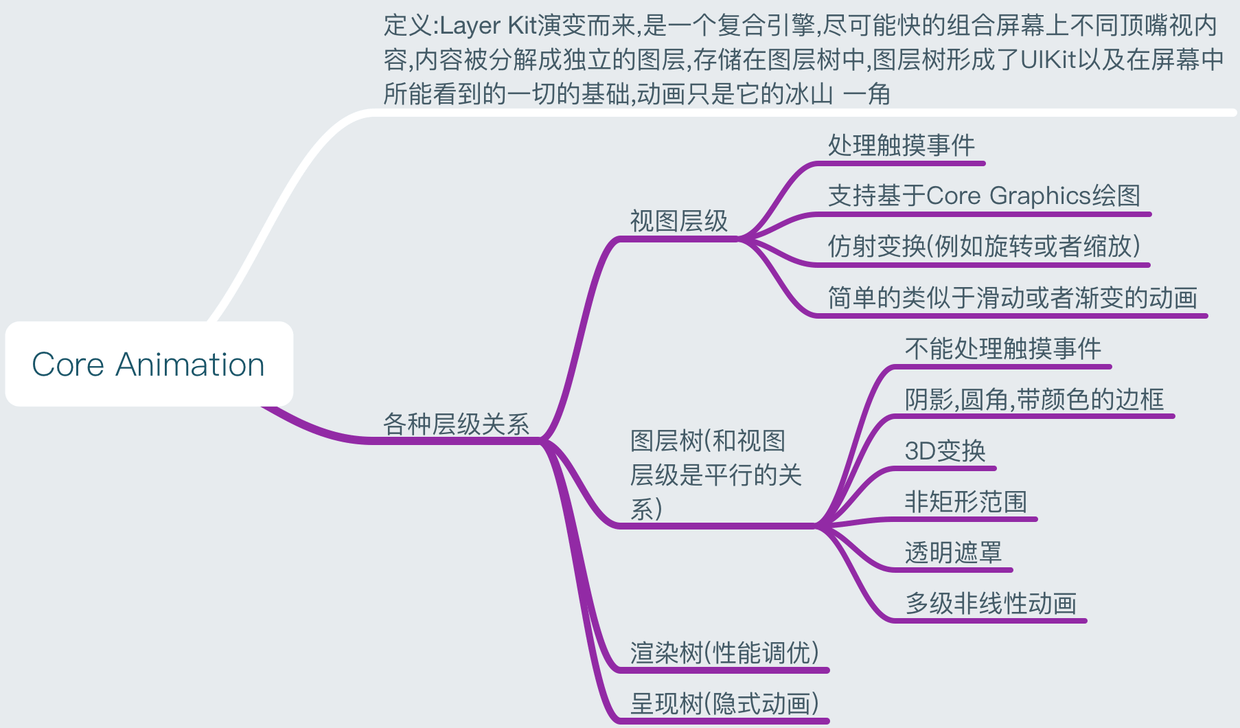 定义:Layer Kit演变而来,是一个复合引擎,尽可能快的组合屏幕上不同顶嘴视内
容,内容被分解成独立的图层,存储在图层树中,图层树形成了UIKit以及在屏幕中
所能看到的一切的基础,动画只是它的冰山 一角
Core Animation
各种层级关系
视图层级
处理触摸事件
支持基于Core Graphics绘图
仿射变换(例如旋转或者缩放)
简单的类似于滑动或者渐变的动画
图层树(和视图
层级是平行的关
系)
不能处理触摸事件
阴影,圆角,带颜色的边框
3D变换
非矩形范围
透明遮罩
多级非线性动画
渲染树(性能调优)
呈现树(隐式动画)